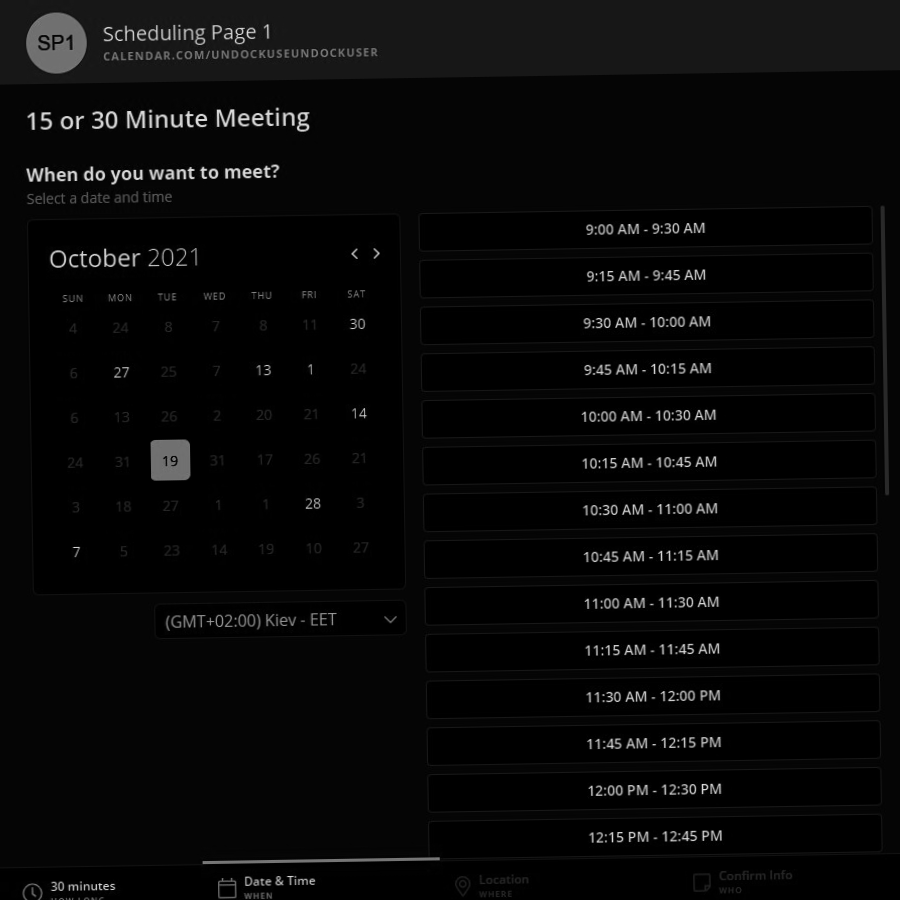 SP1
Scheduling Page 1
CALENDAR.COM/UNDOCKUSEUNDOCKUSER
15 or 30 Minute Meeting
When do you want to meet?
Select a date and time
October 2021
SUN MON TUE WED THU FRI SAT
4 24 8 7 8 11 30
6 27 25 7 13 1 24
6 13 26 2 20 21 14
24 31 19 31 17 26 21
3 18 27 1 1 28 3
7 5 23 14 19 10 27
(GMT+02:00) Kiev - EET
9:00 AM - 9:30 AM
9:15 AM - 9:45 AM
9:30 AM - 10:00 AM
9:45 AM - 10:15 AM
10:00 AM - 10:30 AM
10:15 AM - 10:45 AM
10:30 AM - 11:00 AM
10:45 AM - 11:15 AM
11:00 AM - 11:30 AM
11:15 AM - 11:45 AM
11:30 AM - 12:00 PM
11:45 AM - 12:15 PM
12:00 PM - 12:30 PM
12:15 PM - 12:45 PM
30 minutes
HOW LONG
Date & Time
WHEN
Location
WHERE
Confirm Info
WHO